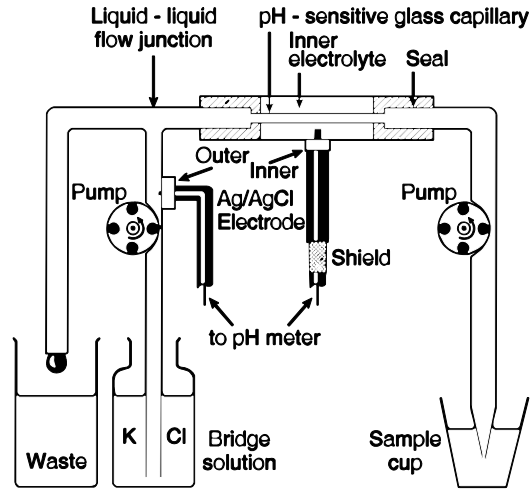 Liquid - liquid
flow junction
pH - sensitive glass capillary
Inner
electrolyte
Seal
Outer
Inner
Pump
Ag/AgCl
Electrode
Pump
Shield
to pH meter
K Cl
Waste
Bridge
solution
Sample
cup